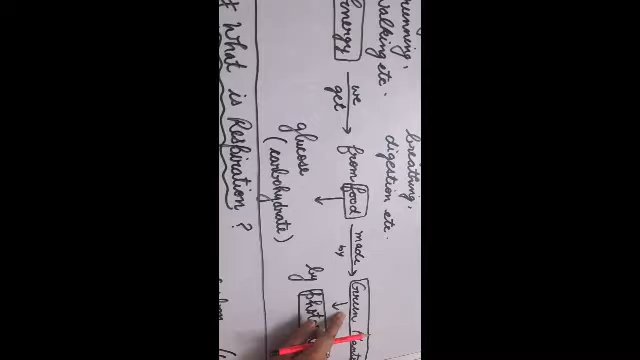 running, breathing,
walking etc. digestion etc.
Energy we get from food made by Green
glucose by
(carbohydrate)
* What is Respiration ?